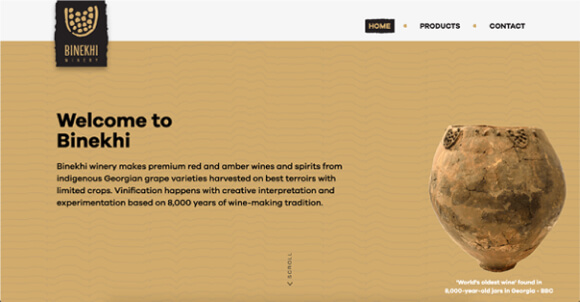 BINEKHI
WINERY
HOME PRODUCTS CONTACT
Welcome to
Binekhi
Binekhi winery makes premium red and amber wines and spirits from
indigenous Georgian grape varieties harvested on best terroirs with
limited crops. Vinification happens with creative interpretation and
experimentation based on 8,000 years of wine-making tradition.
SCROLL
'World's oldest wine' found in
8,000-year-old jars in Georgia - BBC